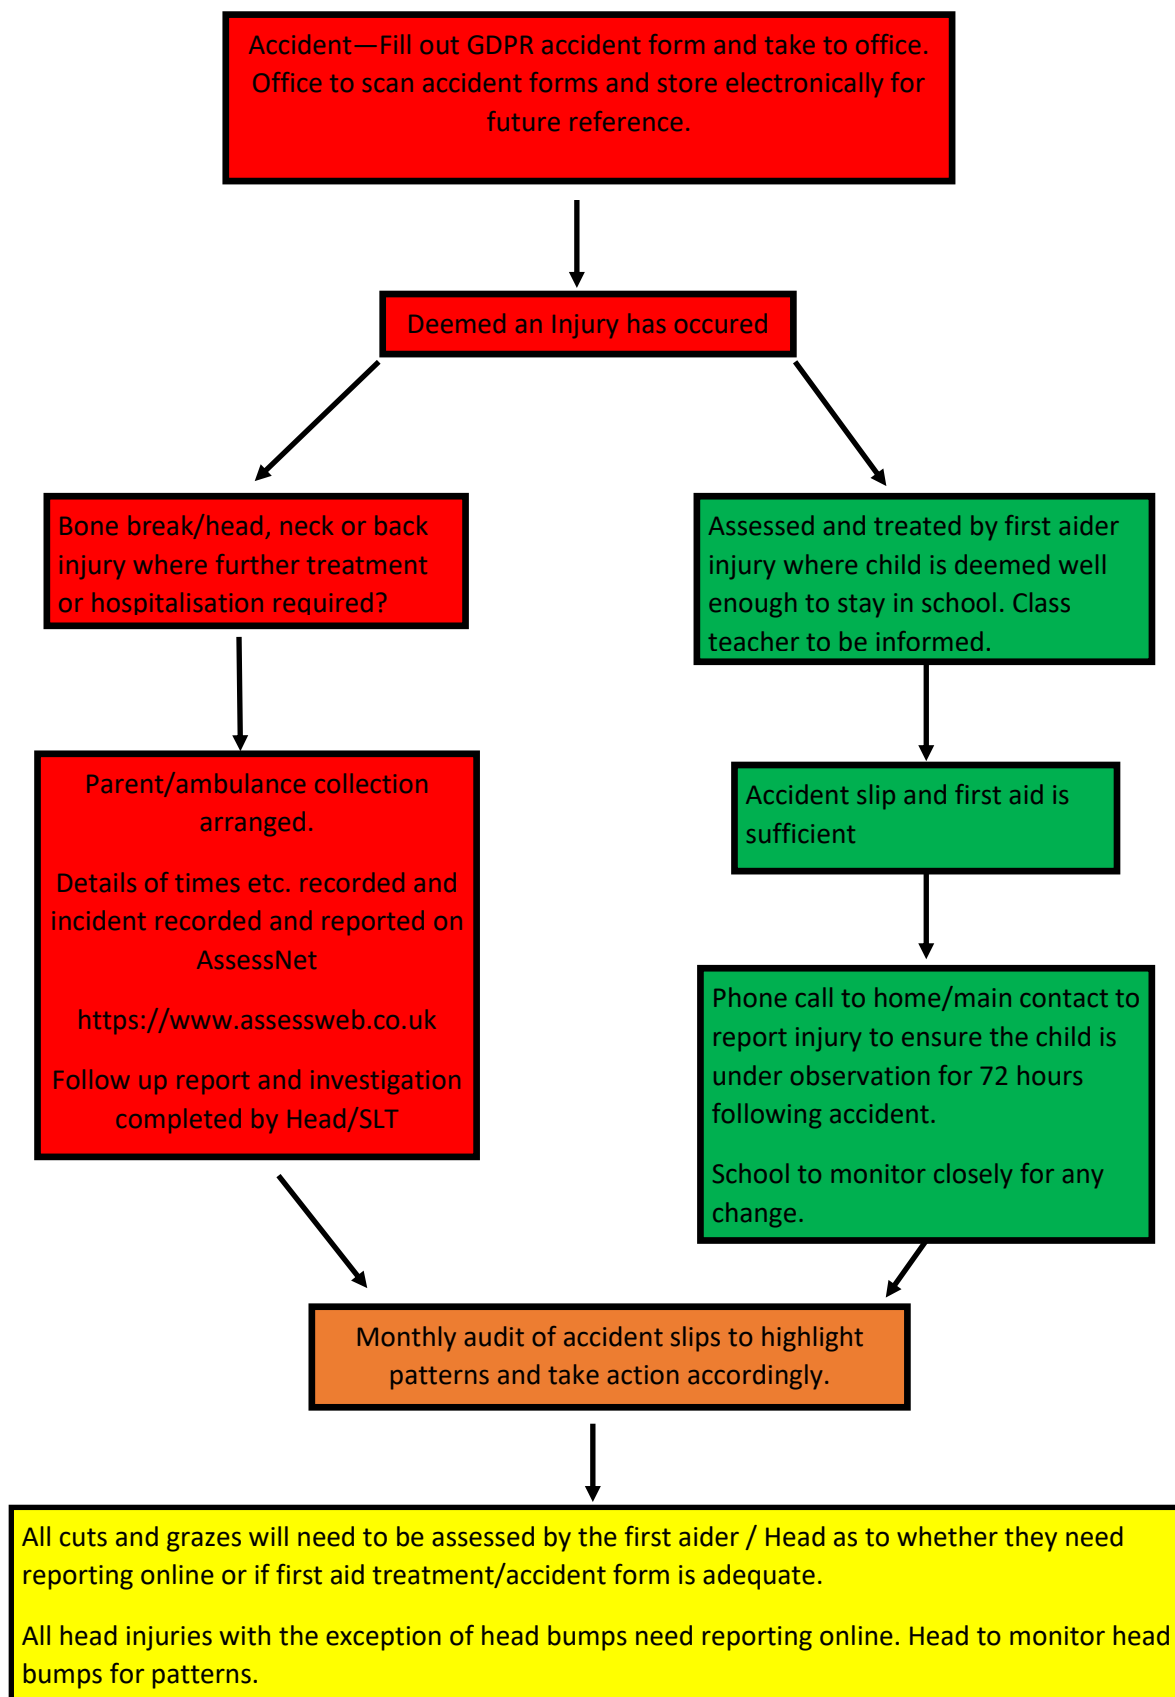 Accident—Fill out GDPR accident form and take to office.
Office to scan accident forms and store electronically for
future reference.
Deemed an Injury has occured
Bone break/head, neck or back
injury where further treatment
or hospitalisation required?
Assessed and treated by first aider
injury where child is deemed well
enough to stay in school. Class
teacher to be informed.
Parent/ambulance collection
arranged.
Details of times etc. recorded and
incident recorded and reported on
AssessNet
https://www.assessweb.co.uk
Follow up report and investigation
completed by Head/SLT
Accident slip and first aid is
sufficient
Phone call to home/main contact to
report injury to ensure the child is
under observation for 72 hours
following accident.
School to monitor closely for any
change.
Monthly audit of accident slips to highlight
patterns and take action accordingly.
All cuts and grazes will need to be assessed by the first aider / Head as to whether they need
reporting online or if first aid treatment/accident form is adequate.
All head injuries with the exception of head bumps need reporting online. Head to monitor head
bumps for patterns.